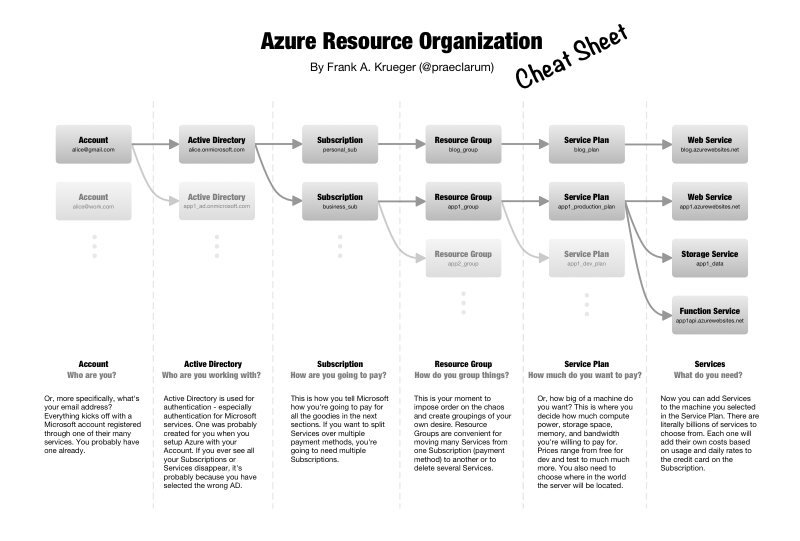 Azure Resource Organization
Cheat Sheet
By Frank A. Krueger (@praeclarum)
Account
alice@gmail.com
Active Directory
alice.onmicrosoft.com
Subscription
personal_sub
Resource Group
blog_group
Service Plan
blog_plan
Web Service
blog.azurewebsites.net
Account
alice@work.com
Active Directory
app1_ad.onmicrosoft.com
Subscription
business_sub
Resource Group
app1_group
Service Plan
app1_production_plan
Web Service
app1.azurewebsites.net
Resource Group
app2_group
Service Plan
app1_dev_plan
Storage Service
app1_data
Function Service
app1api.azurewebsites.net
Account
Who are you?
Or, more specifically, what's
your email address?
Everything kicks off with a
Microsoft account registered
through one of their many
services. You probably have
one already.
Active Directory
Who are you working with?
Active Directory is used for
authentication - especially
authentication for Microsoft
services. One was probably
created for you when you
setup Azure with your
Account. If you ever see all
your Subscriptions or
Services disappear, it's
probably because you have
selected the wrong AD.
Subscription
How are you going to pay?
This is how you tell Microsoft
how you're going to pay for
all the goodies in the next
sections. If you want to split
Services over multiple
payment methods, you're
going to need multiple
Subscriptions.
Resource Group
How do you group things?
This is your moment to
impose order on the chaos
and create groupings of your
own desire. Resource
Groups are convenient for
moving many Services from
one Subscription (payment
method) to another or to
delete several Services.
Service Plan
How much do you want to pay?
Or, how big of a machine do
you want? This is where you
decide how much compute
power, storage space,
memory, and bandwidth
you're willing to pay for.
Prices range from free for
dev and test to much much
more. You also need to
choose where in the world
the server will be located.
Services
What do you need?
Now you can add Services
to the machine you selected
in the Service Plan. There are
literally billions of services to
choose from. Each one will
add their own costs based
on usage and daily rates to
the credit card on the
Subscription.